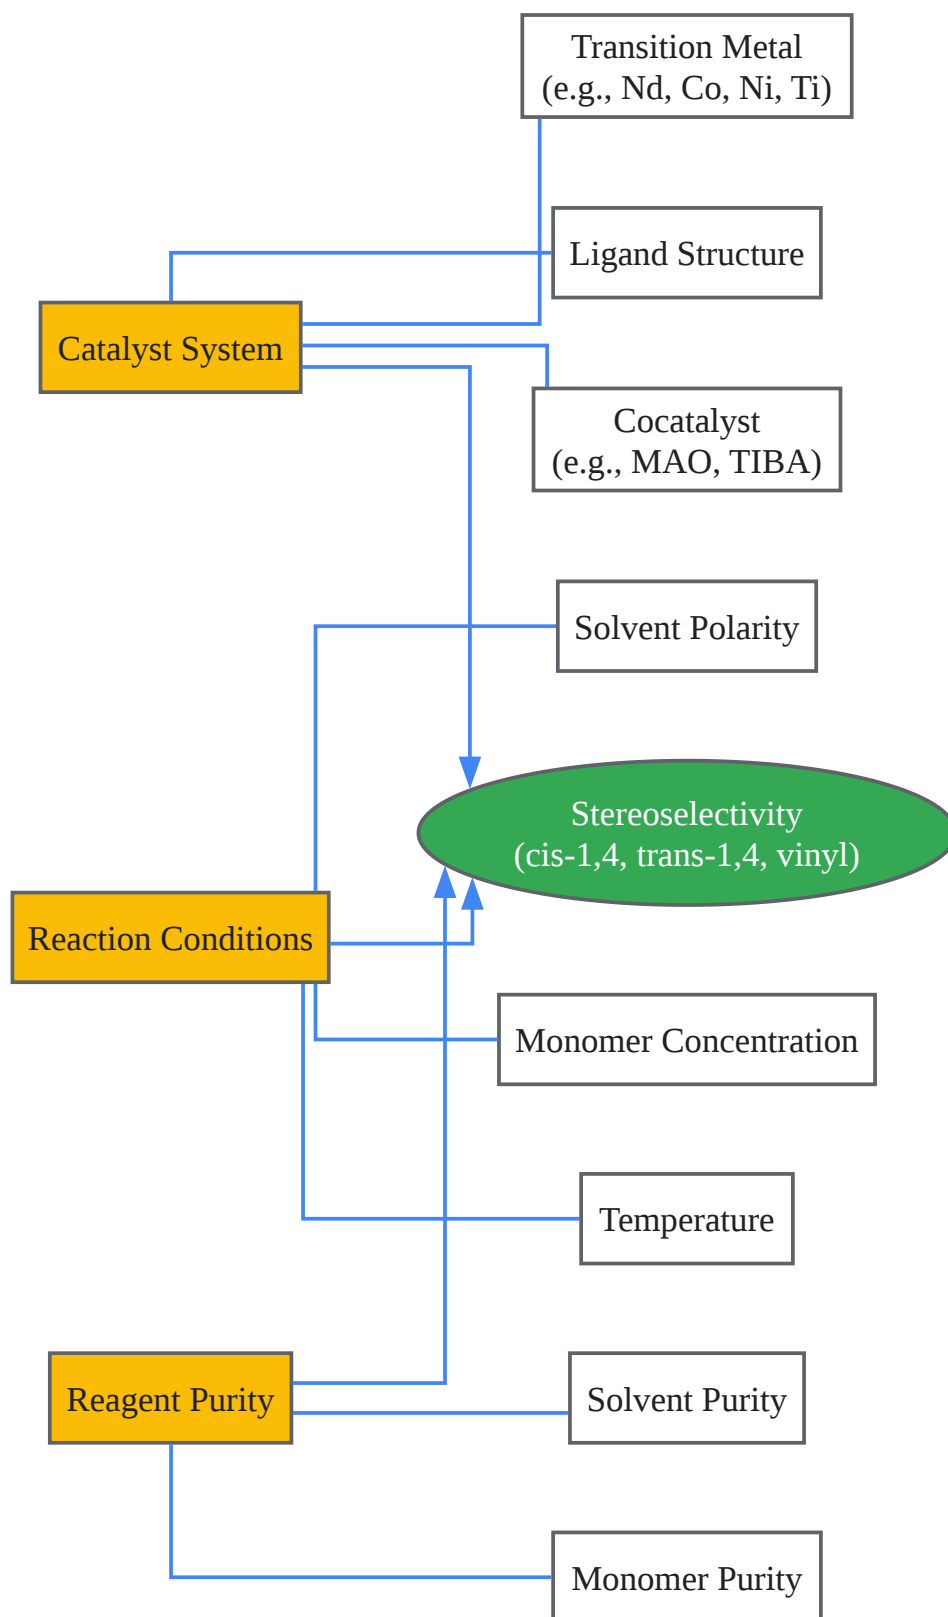 Transition Metal
(e.g., Nd, Co, Ni, Ti)
Ligand Structure
Catalyst System
Cocatalyst
(e.g., MAO, TIBA)
Solvent Polarity
Stereoselectivity
(cis-1,4, trans-1,4, vinyl)
Reaction Conditions
Monomer Concentration
Temperature
Reagent Purity
Solvent Purity
Monomer Purity